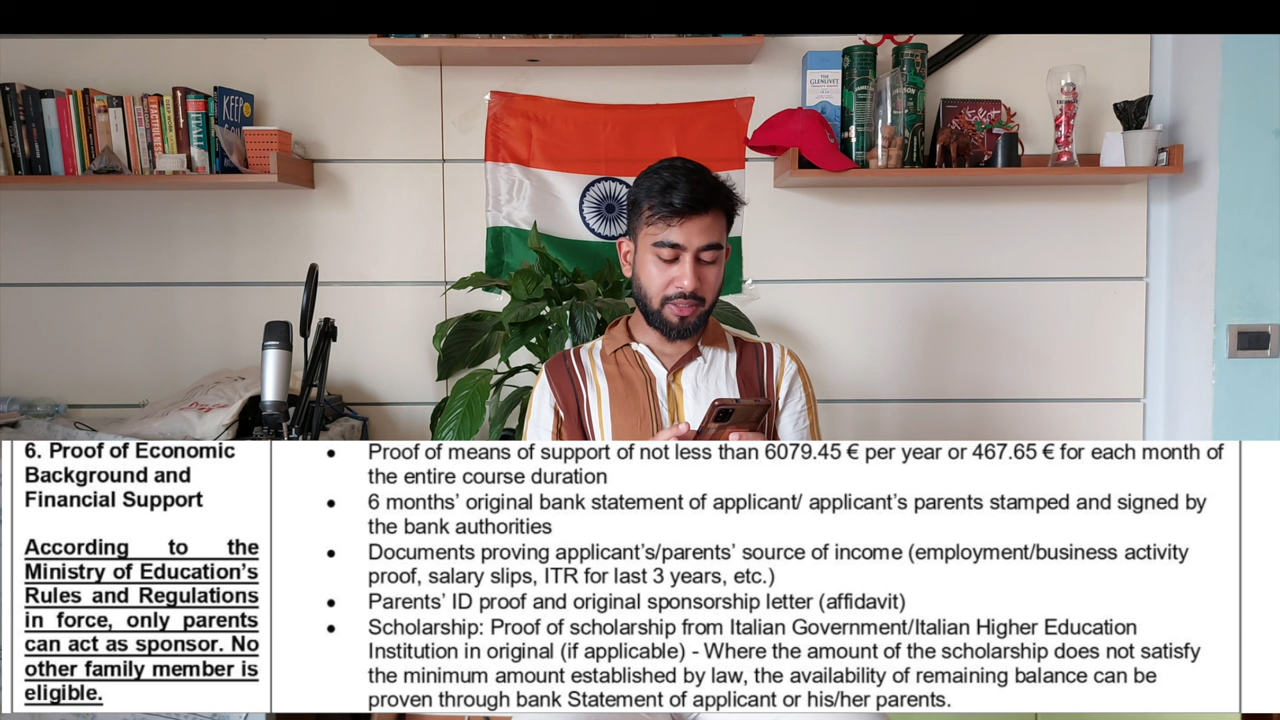 KEEP
THE
GLENLIVET
6. Proof of Economic
Background and
Financial Support
According to the
Ministry of Education’s
Rules and Regulations
in force, only parents
can act as sponsor. No
other family member is
eligible.
• Proof of means of support of not less than 6079.45 € per year or 467.65 € for each month of
the entire course duration
• 6 months’ original bank statement of applicant/ applicant’s parents stamped and signed by
the bank authorities
• Documents proving applicant’s/parents’ source of income (employment/business activity
proof, salary slips, ITR for last 3 years, etc.)
• Parents’ ID proof and original sponsorship letter (affidavit)
• Scholarship: Proof of scholarship from Italian Government/Italian Higher Education
Institution in original (if applicable) - Where the amount of the scholarship does not satisfy
the minimum amount established by law, the availability of remaining balance can be
proven through bank Statement of applicant or his/her parents.